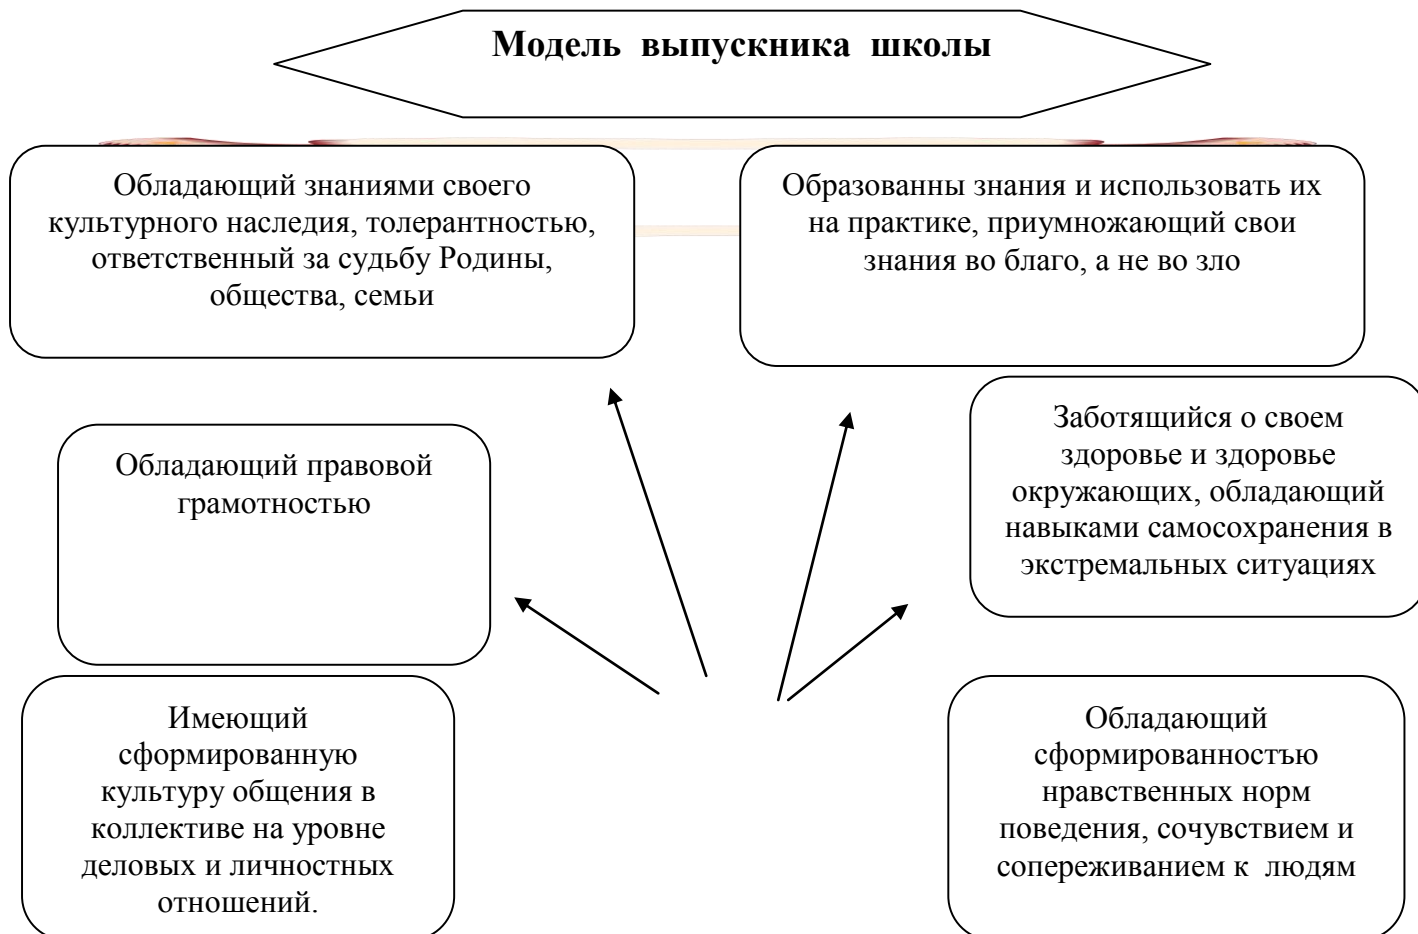 Модель выпускника школы
Обладающий знаниями своего
культурного наследия, толерантностью,
ответственный за судьбу Родины,
общества, семьи
Образованны знания и использовать их
на практике, приумножающий свои
знания во благо, а не во зло
Обладающий правовой
грамотностью
Заботящийся о своем
здоровье и здоровье
окружающих, обладающий
навыками самосохранения в
экстремальных ситуациях
Имеющий
сформированную
культуру общения в
коллективе на уровне
деловых и личностных
отношений.
Обладающий
сформированностъю
нравственных норм
поведения, сочувствием и
сопереживанием к людям